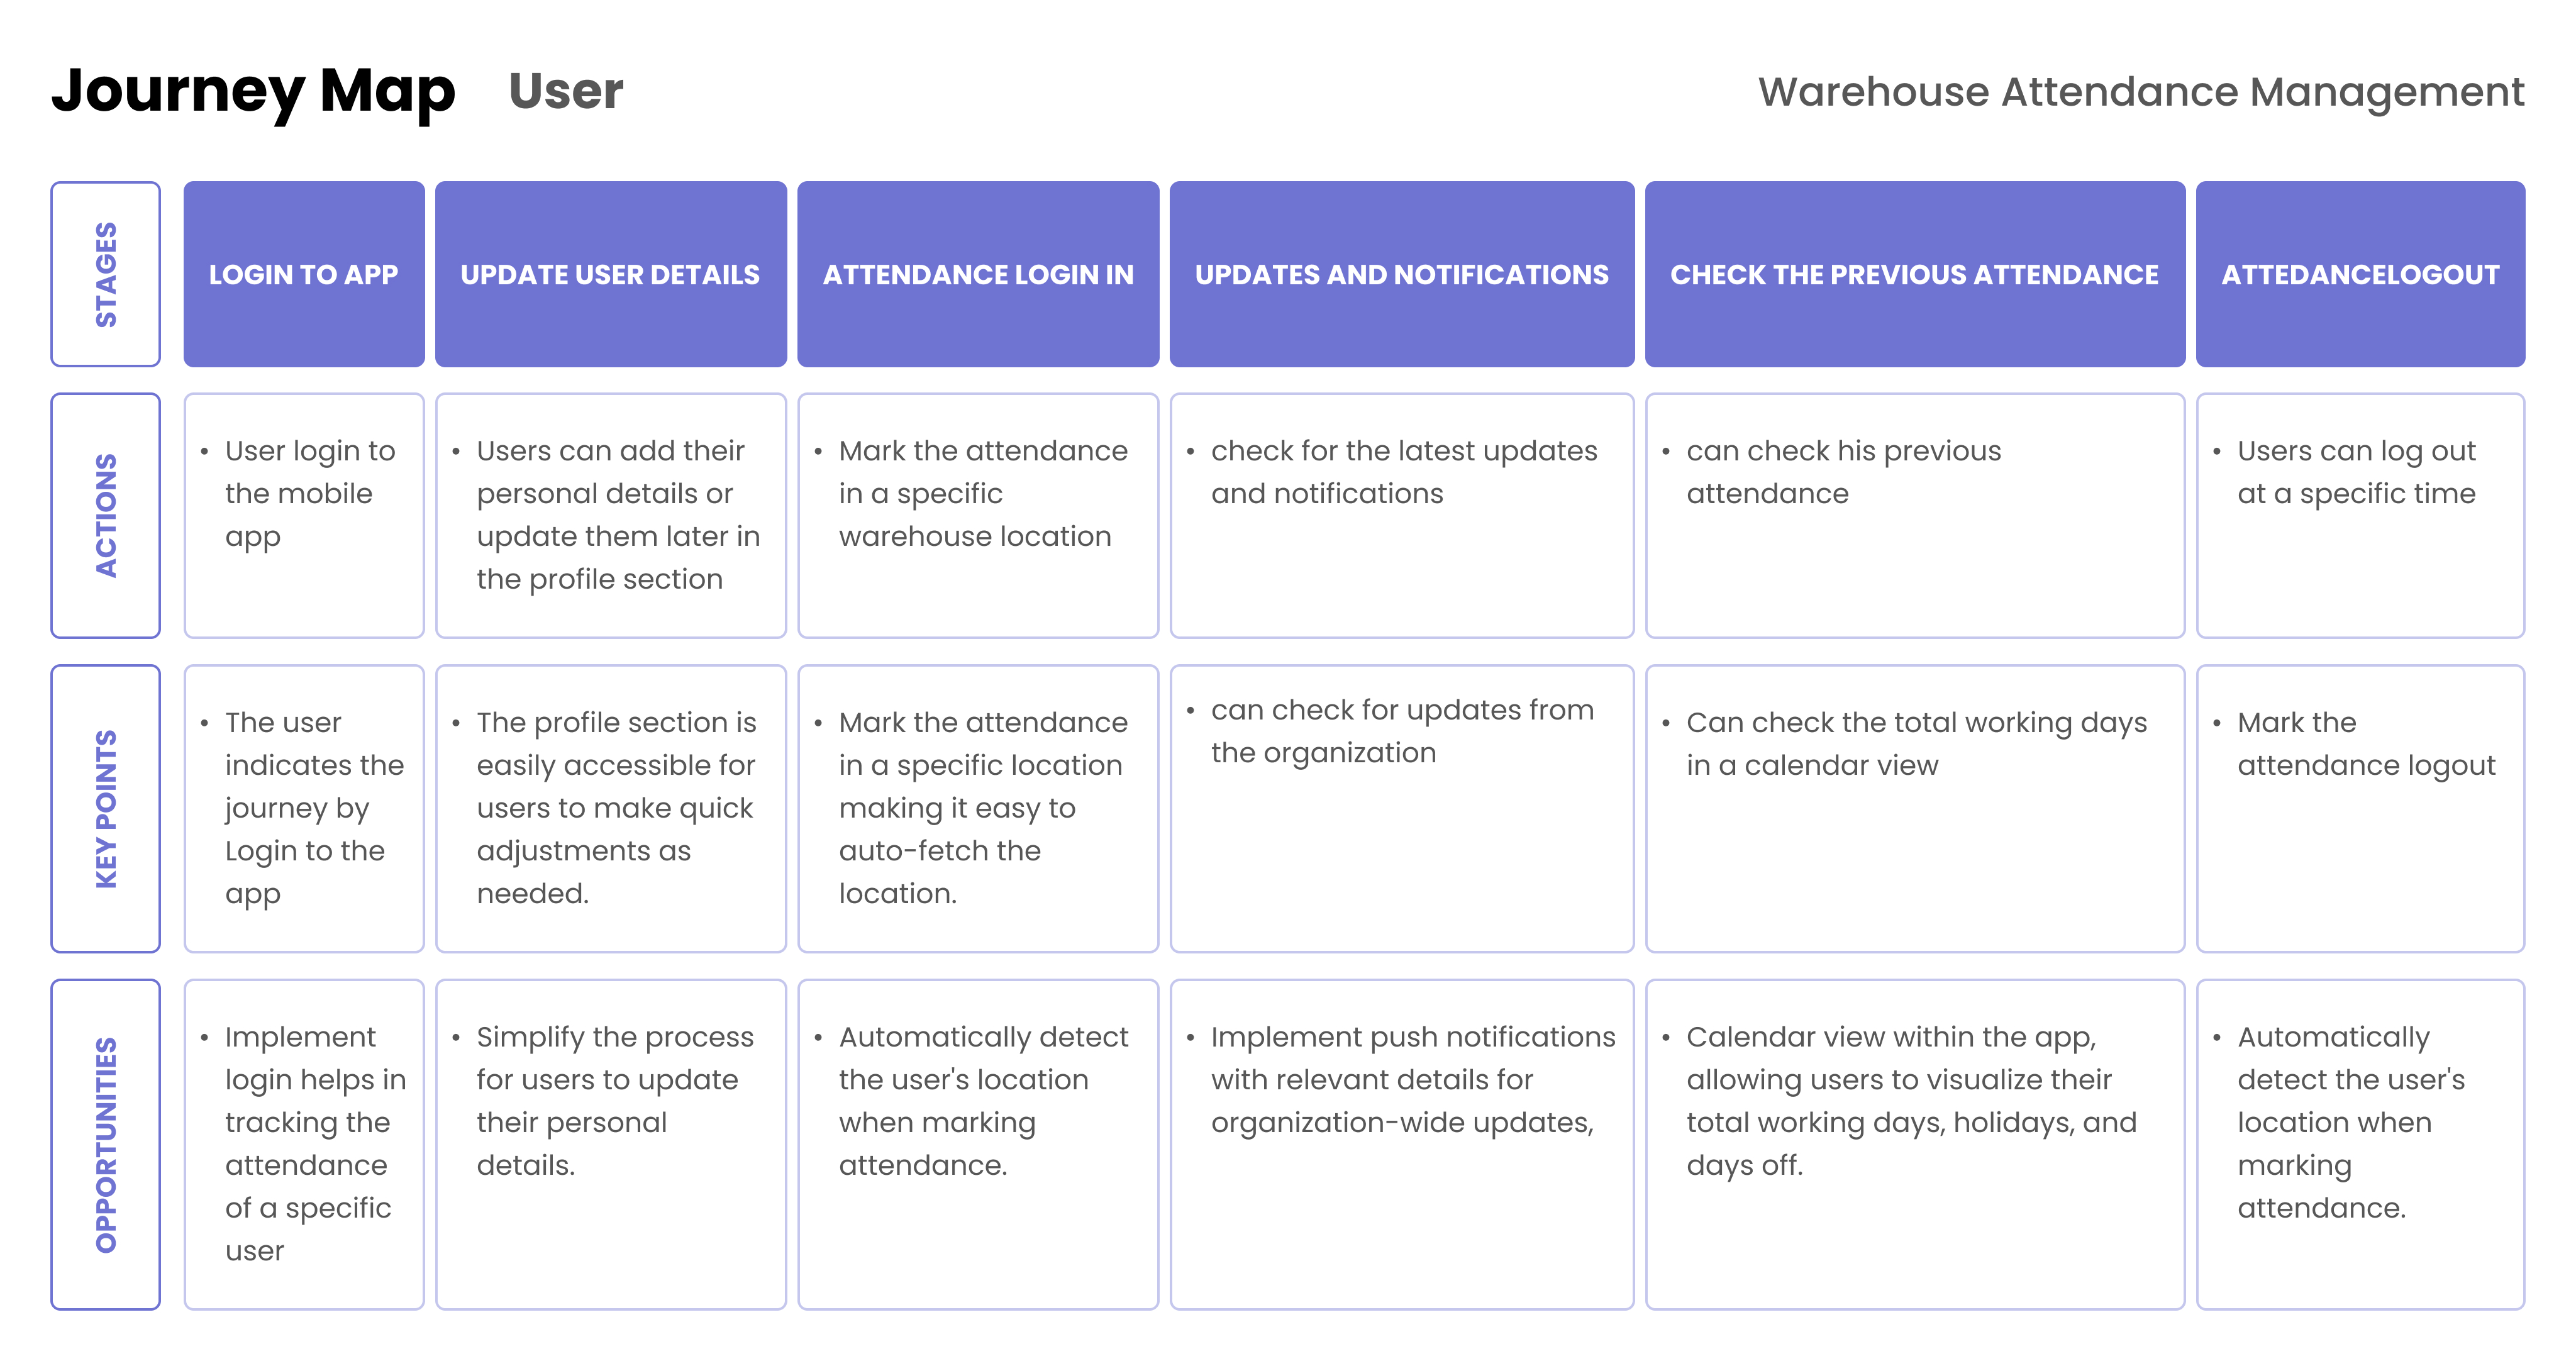 Journey Map User
Warehouse Attendance Management
STAGES
LOGIN TO APP
UPDATE USER DETAILS
ATTENDANCE LOGIN IN
UPDATES AND NOTIFICATIONS
CHECK THE PREVIOUS ATTENDANCE
ATTEDANCELOGOUT
ACTIONS
• User login to
the mobile
app
• Users can add their
personal details or
update them later in
the profile section
• Mark the attendance
in a specific
warehouse location
• check for the latest updates
and notifications
• can check his previous
attendance
• Users can log out
at a specific time
KEY POINTS
• The user
indicates the
journey by
Login to the
app
• The profile section is
easily accessible for
users to make quick
adjustments as
needed.
• Mark the attendance
in a specific location
making it easy to
auto-fetch the
location.
• can check for updates from
the organization
• Can check the total working days
in a calendar view
• Mark the
attendance logout
OPPORTUNITIES
• Implement
login helps in
tracking the
attendance
of a specific
user
• Simplify the process
for users to update
their personal
details.
• Automatically detect
the user's location
when marking
attendance.
• Implement push notifications
with relevant details for
organization-wide updates,
• Calendar view within the app,
allowing users to visualize their
total working days, holidays, and
days off.
• Automatically
detect the user's
location when
marking
attendance.